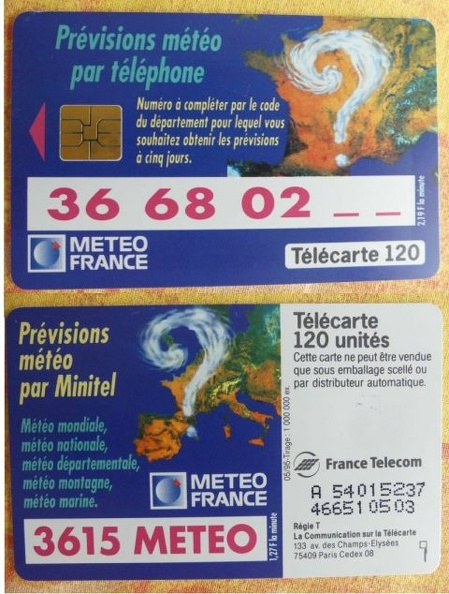 Prévisions météo
par téléphone
Numéro à compléter par le code
du département pour lequel vous
souhaitez obtenir les prévisions
à cinq jours.
36 68 02 _ _
2,19 F la minute
METEO
FRANCE
Télécarte 120
Prévisions
météo
par Minitel
Météo mondiale,
météo nationale,
météo départementale,
météo montagne,
météo marine.
METEO
FRANCE
3615 METEO
1,27 F la minute
Télécarte
120 unités
Cette carte ne peut être vendue
que sous emballage scellé ou
par distributeur automatique.
05/95-Tirage : 1 000 000 ex.
France Telecom
A 54015237
466510503
Régie T
La Communication sur la Télécarte
133 av. des Champs-Elysées
75409 Paris Cedex 08